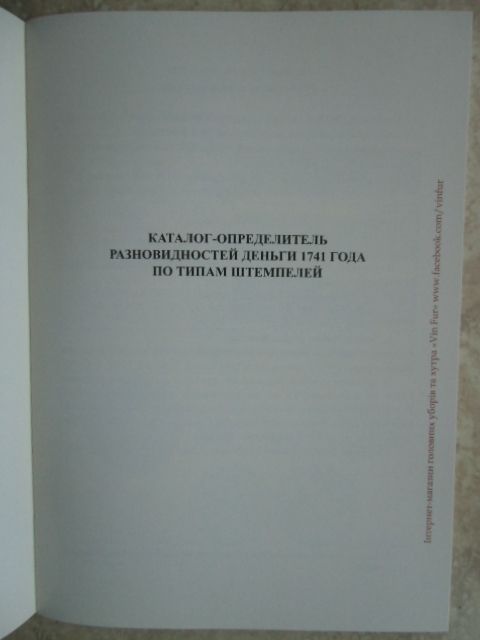 КАТАЛОГ-ОПРЕДЕЛИТЕЛЬ
РАЗНОВИДНОСТЕЙ ДЕНЬГИ 1741 ГОДА
ПО ТИПАМ ШТЕМПЕЛЕЙ
Інтернет-магазин головних уборів та хутра «Vin Fur» www.facebook.com/vinfur